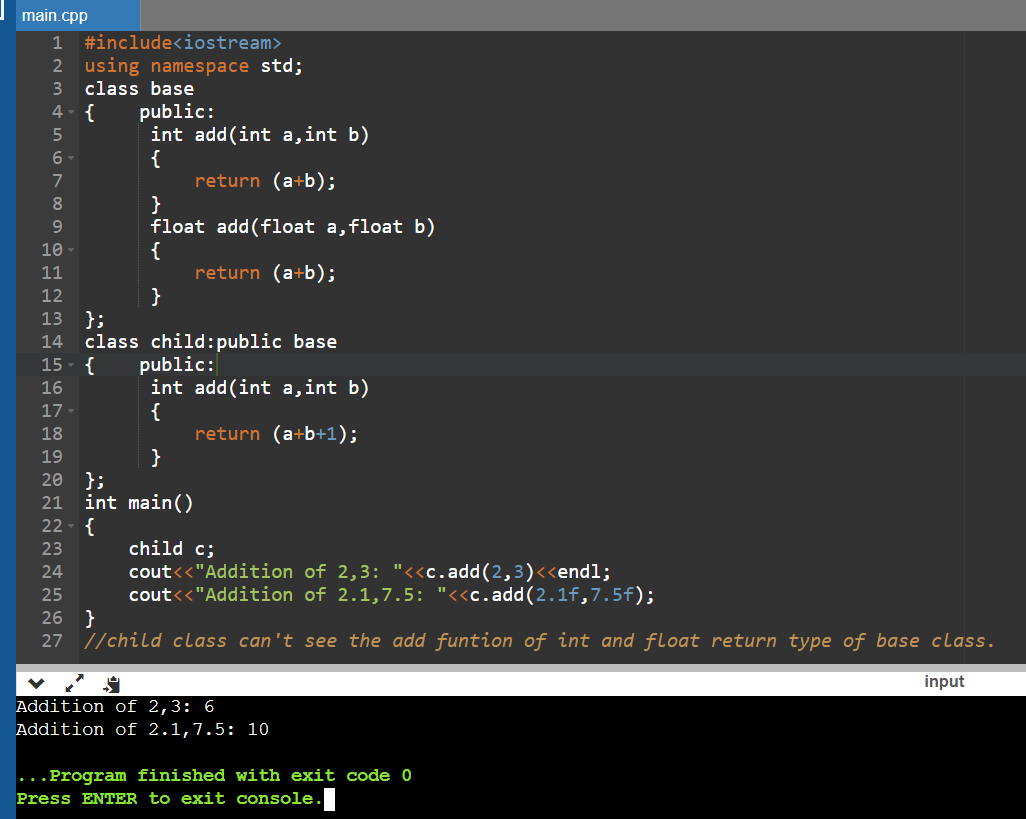 main.cpp
1 #include<iostream>
2 using namespace std;
3 class base
4 {    public:
5      int add(int a,int b)
6      {
7          return (a+b);
8      }
9      float add(float a,float b)
10      {
11          return (a+b);
12      }
13 };
14 class child:public base
15 {    public:
16      int add(int a,int b)
17      {
18          return (a+b+1);
19      }
20 };
21 int main()
22 {
23    child c;
24    cout<<"Addition of 2,3: "<<c.add(2,3)<<endl;
25    cout<<"Addition of 2.1,7.5: "<<c.add(2.1f,7.5f);
26 }
27 //child class can't see the add funtion of int and float return type of base class.
input
Addition of 2,3: 6
Addition of 2.1,7.5: 10
...Program finished with exit code 0
Press ENTER to exit console.